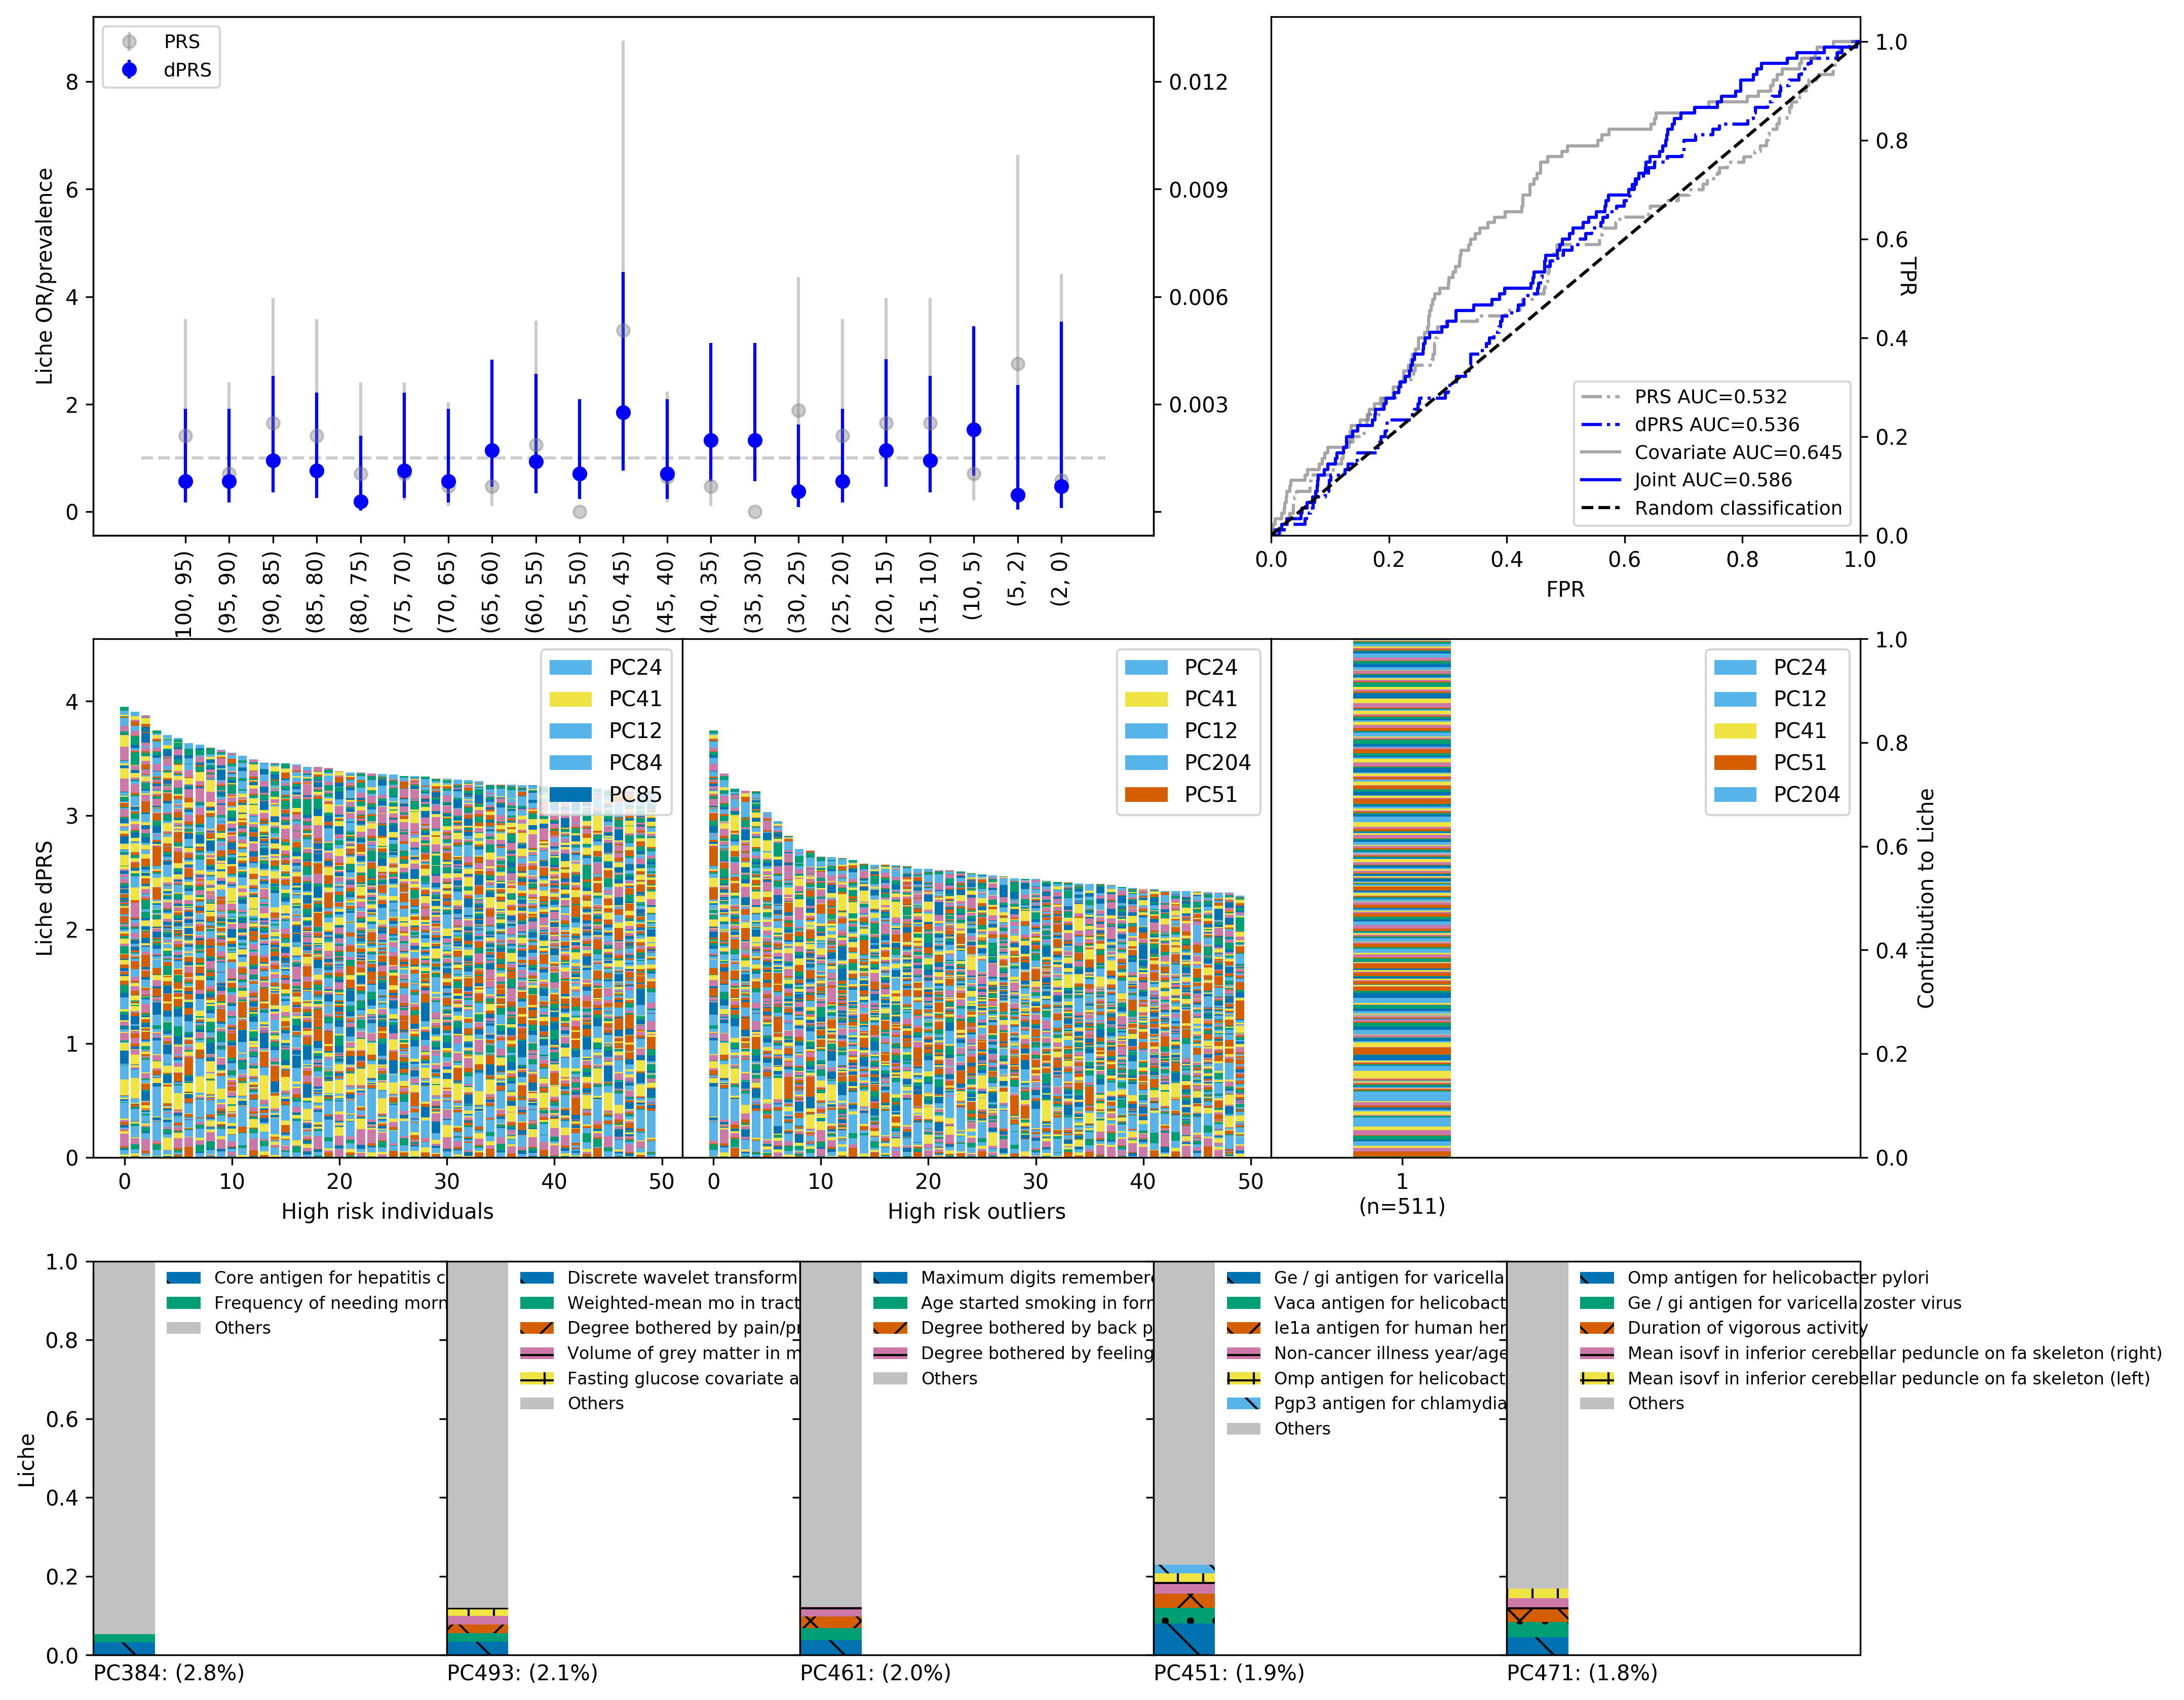 PRS
dPRS
Liche OR/prevalence
8
6
4
2
0
0.012
0.009
0.006
0.003
100, 95)
(95, 90)
(90, 85)
(85, 80)
(80, 75)
(75, 70)
(70, 65)
(65, 60)
(60, 55)
(55, 50)
(50, 45)
(45, 40)
(40, 35)
(35, 30)
(30, 25)
(25, 20)
(20, 15)
(15, 10)
(10, 5)
(5, 2)
(2, 0)
1.0
0.8
0.6
0.4
0.2
0.0
TPR
PRS AUC=0.532
dPRS AUC=0.536
Covariate AUC=0.645
Joint AUC=0.586
Random classification
0.0 0.2 0.4 0.6 0.8 1.0
FPR
Liche dPRS
4
3
2
1
0
PC24
PC41
PC12
PC84
PC85
0 10 20 30 40 50
High risk individuals
PC24
PC41
PC12
PC204
PC51
0 10 20 30 40 50
High risk outliers
PC24
PC12
PC41
PC51
PC204
1
(n=511)
1.0
0.8
0.6
0.4
0.2
0.0
Contribution to Liche
Liche
1.0
0.8
0.6
0.4
0.2
0.0
Core antigen for hepatitis c
Frequency of needing morn
Others
PC384: (2.8%)
Discrete wavelet transform
Weighted-mean mo in tract
Degree bothered by pain/pr
Volume of grey matter in m
Fasting glucose covariate a
Others
PC493: (2.1%)
Maximum digits remembere
Age started smoking in forr
Degree bothered by back p
Degree bothered by feeling
Others
PC461: (2.0%)
Ge / gi antigen for varicella
Vaca antigen for helicobact
Ie1a antigen for human her
Non-cancer illness year/age
Omp antigen for helicobact
Pgp3 antigen for chlamydia
Others
PC451: (1.9%)
Omp antigen for helicobacter pylori
Ge / gi antigen for varicella zoster virus
Duration of vigorous activity
Mean isovf in inferior cerebellar peduncle on fa skeleton (right)
Mean isovf in inferior cerebellar peduncle on fa skeleton (left)
Others
PC471: (1.8%)